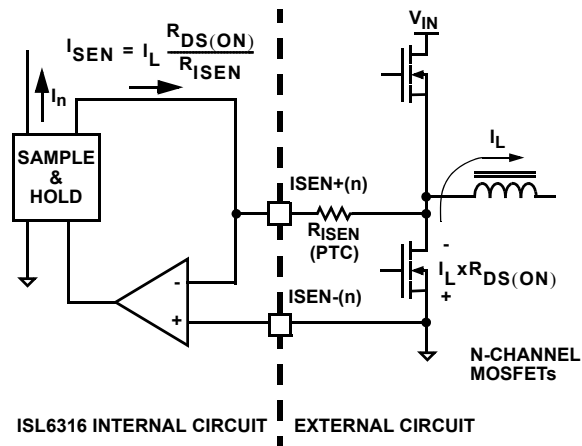 I_SEN = I_L R_DS(ON) / R_ISEN
V_IN
I_n
I_L
SAMPLE
&
HOLD
ISEN+(n)
R_ISEN
(PTC)
-
I_L x R_DS(ON)
+
-
+
ISEN-(n)
N-CHANNEL
MOSFETs
ISL6316 INTERNAL CIRCUIT
EXTERNAL CIRCUIT